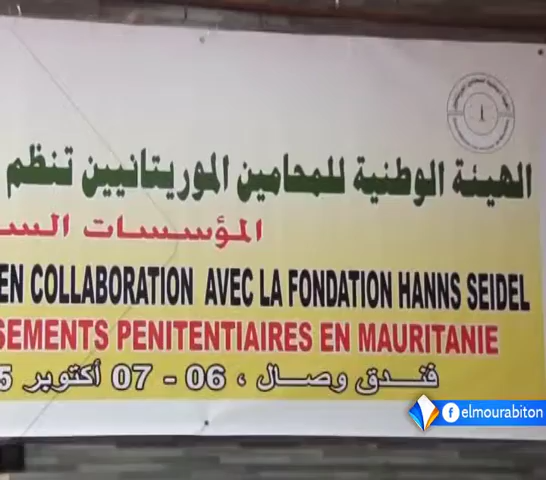 الهيئة الوطنية للمحامين الموريتانيين تنظم
المؤسسات
EN COLLABORATION AVEC LA FONDATION HANNS SEIDEL
SEMENTS PENITENTIAIRES EN MAURITANIE
فندق وصال ، 06 - 07 أكتوبر
elmourabiton